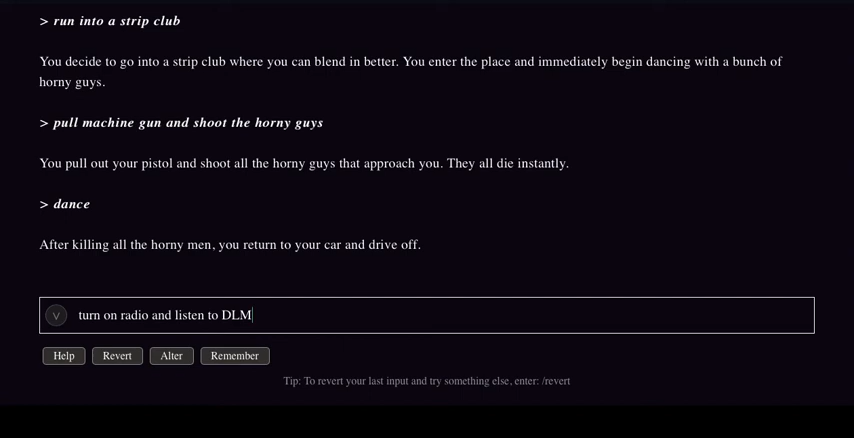 > run into a strip club
You decide to go into a strip club where you can blend in better. You enter the place and immediately begin dancing with a bunch of
horny guys.
> pull machine gun and shoot the horny guys
You pull out your pistol and shoot all the horny guys that approach you. They all die instantly.
> dance
After killing all the horny men, you return to your car and drive off.
V turn on radio and listen to DLM
Help Revert Alter Remember
Tip: To revert your last input and try something else, enter: /revert